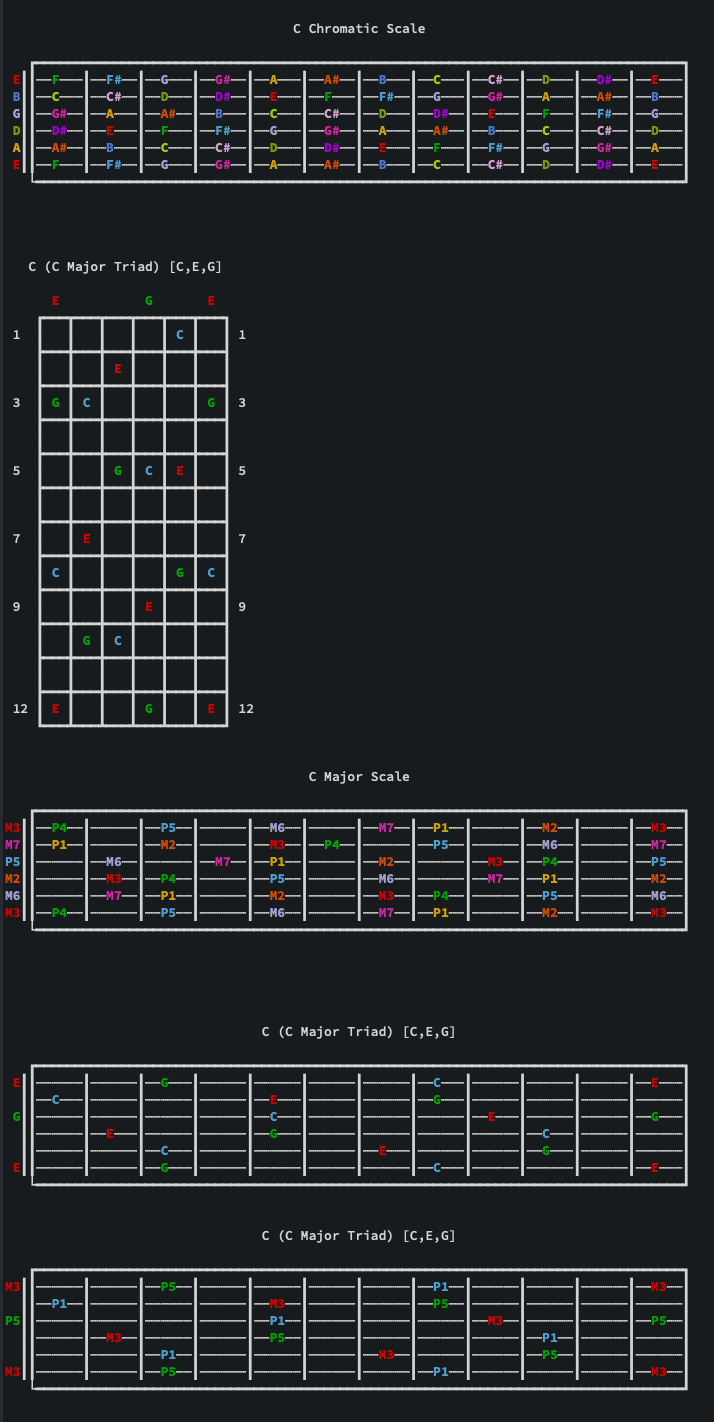 C Chromatic Scale
E F F# G G# A A# B C C# D D# E
B C C# D D# E F F# G G# A A# B
G G# A A# B C C# D D# E F F# G
D D# E F F# G G# A A# B C C# D
A A# B C C# D D# E F F# G G# A
E F F# G G# A A# B C C# D D# E
C (C Major Triad) [C,E,G]
E G E
1 C 1
E
3 G C G 3
5 G C E 5
7 E 7
C G C
9 E 9
G C
12 E G E 12
C Major Scale
M3 P4 P5 M6 M7 P1 M2 M3
M7 P1 M2 M3 P4 P5 M6 M7
P5 M6 M7 P1 M2 M3 P4 P5
M2 M3 P4 P5 M6 M7 P1 M2
M6 M7 P1 M2 M3 P4 P5 M6
M3 P4 P5 M6 M7 P1 M2 M3
C (C Major Triad) [C,E,G]
E G C E
C E G
G C E G
E G C
C E G
E G C E
C (C Major Triad) [C,E,G]
M3 P5 P1 M3
P1 M3 P5
P5 P1 M3 P5
M3 P5 P1
P1 M3 P5
M3 P5 P1 M3